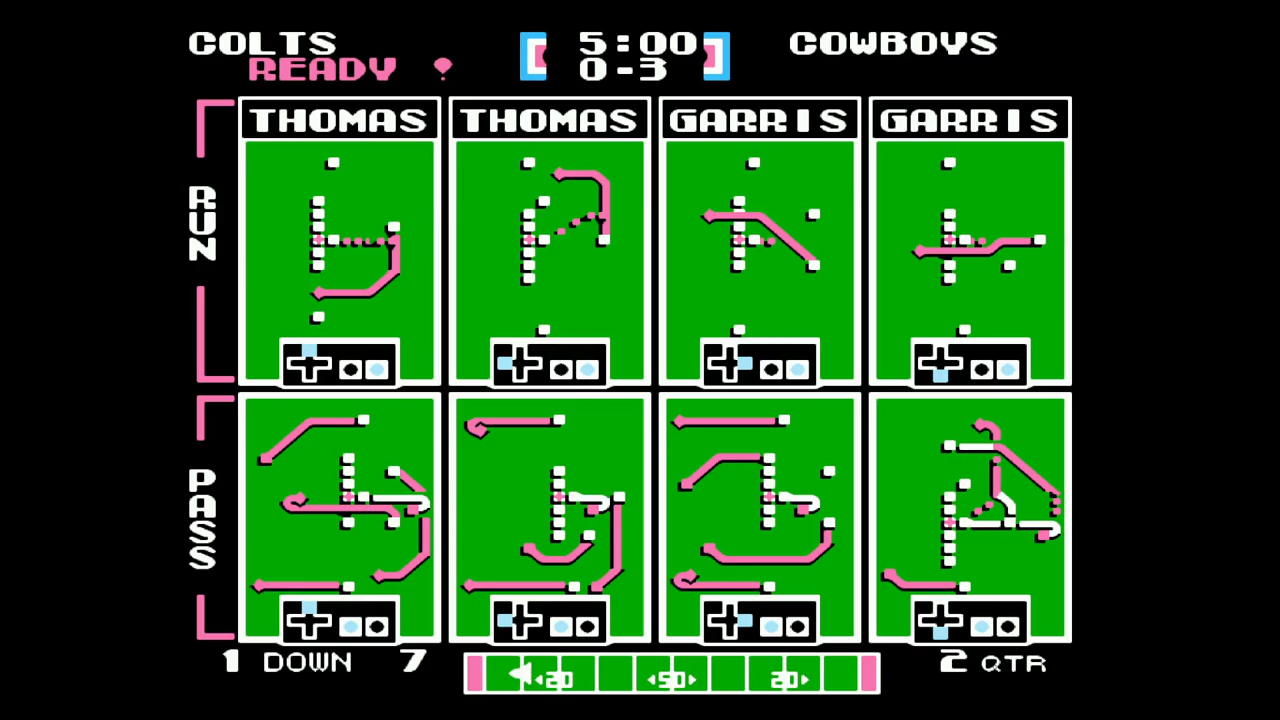 COLTS 5:00 COWBOYS
READY 0-3
THOMAS THOMAS GARRIS GARRIS
RUN
PASS
1 DOWN 7 20 50 20 2 QTR